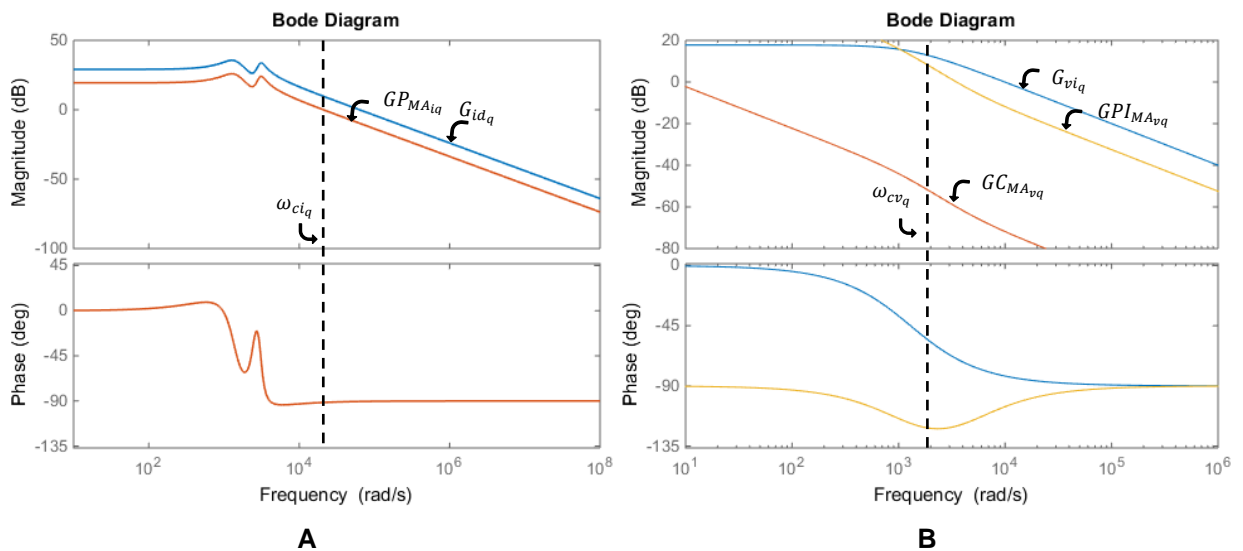 Bode Diagram
50
0
-50
-100
Magnitude (dB)
GP_{MA_{iq}}
G_{id_q}
ω_{ci_q}
45
0
-45
-90
-135
Phase (deg)
10^2
10^4
10^6
10^8
Frequency (rad/s)
A
Bode Diagram
20
0
-20
-40
-60
-80
Magnitude (dB)
G_{vi_q}
GPI_{MA_{vq}}
GC_{MA_{vq}}
ω_{cv_q}
0
-45
-90
-135
Phase (deg)
10^1
10^2
10^3
10^4
10^5
10^6
Frequency (rad/s)
B